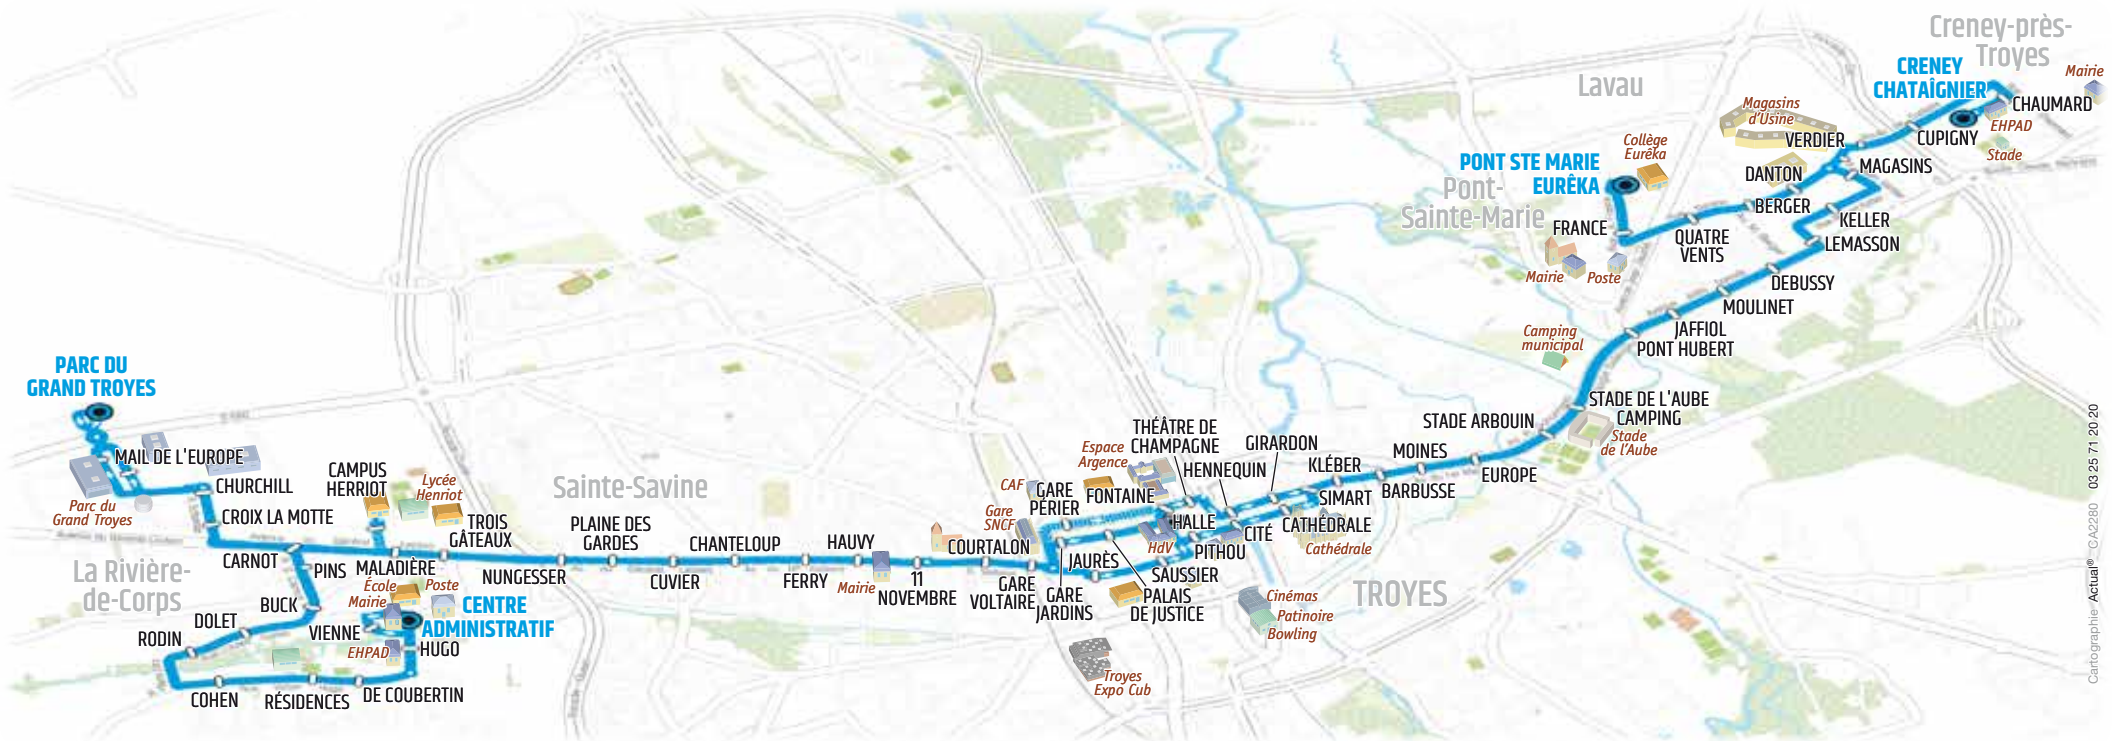 Creney-près-
Troyes
CRENEY
CHATAÎGNIER
Mairie
CHAUMARD
EHPAD
CUPIGNY
Stade
Lavau
Magasins
d'Usine
VERDIER
MAGASINS
DANTON
BERGER
Collège
Eurêka
PONT STE MARIE
EURÊKA
Pont-
Sainte-Marie
FRANCE
QUATRE
VENTS
Mairie
Poste
KELLER
LEMASSON
DEBUSSY
MOULINET
JAFFIOL
PONT HUBERT
Camping
municipal
STADE DE L'AUBE
CAMPING
Stade
de l'Aube
STADE ARBOUIN
EUROPE
MOINES
BARBUSSE
KLÉBER
SIMART
GIRARDON
CATHÉDRALE
Cathédrale
THÉÂTRE DE
CHAMPAGNE
HENNEQUIN
CITÉ
PITHOU
HALLE
HdV
SAUSSIER
Espace
Argence
FONTAINE
CAF
GARE
PÉRIER
Gare
SNCF
JAURÈS
PALAIS
DE JUSTICE
GARE
JARDINS
GARE
VOLTAIRE
COURTALON
11
NOVEMBRE
TROYES
Cinémas
Patinoire
Bowling
Troyes
Expo Cub
HAUVY
Mairie
FERRY
CHANTELOUP
CUVIER
PLAINE DES
GARDES
NUNGESSER
Sainte-Savine
TROIS
GÂTEAUX
Lycée
Henriot
CAMPUS
HERRIOT
MALADIÈRE
PARC DU
GRAND TROYES
MAIL DE L'EUROPE
Parc du
Grand Troyes
CHURCHILL
CROIX LA MOTTE
CARNOT
PINS
La Rivière-
de-Corps
BUCK
DOLET
RODIN
COHEN
RÉSIDENCES
DE COUBERTIN
HUGO
École
Poste
Mairie
CENTRE
ADMINISTRATIF
VIENNE
EHPAD
Cartographie Actual® CA2280 03 25 71 20 20